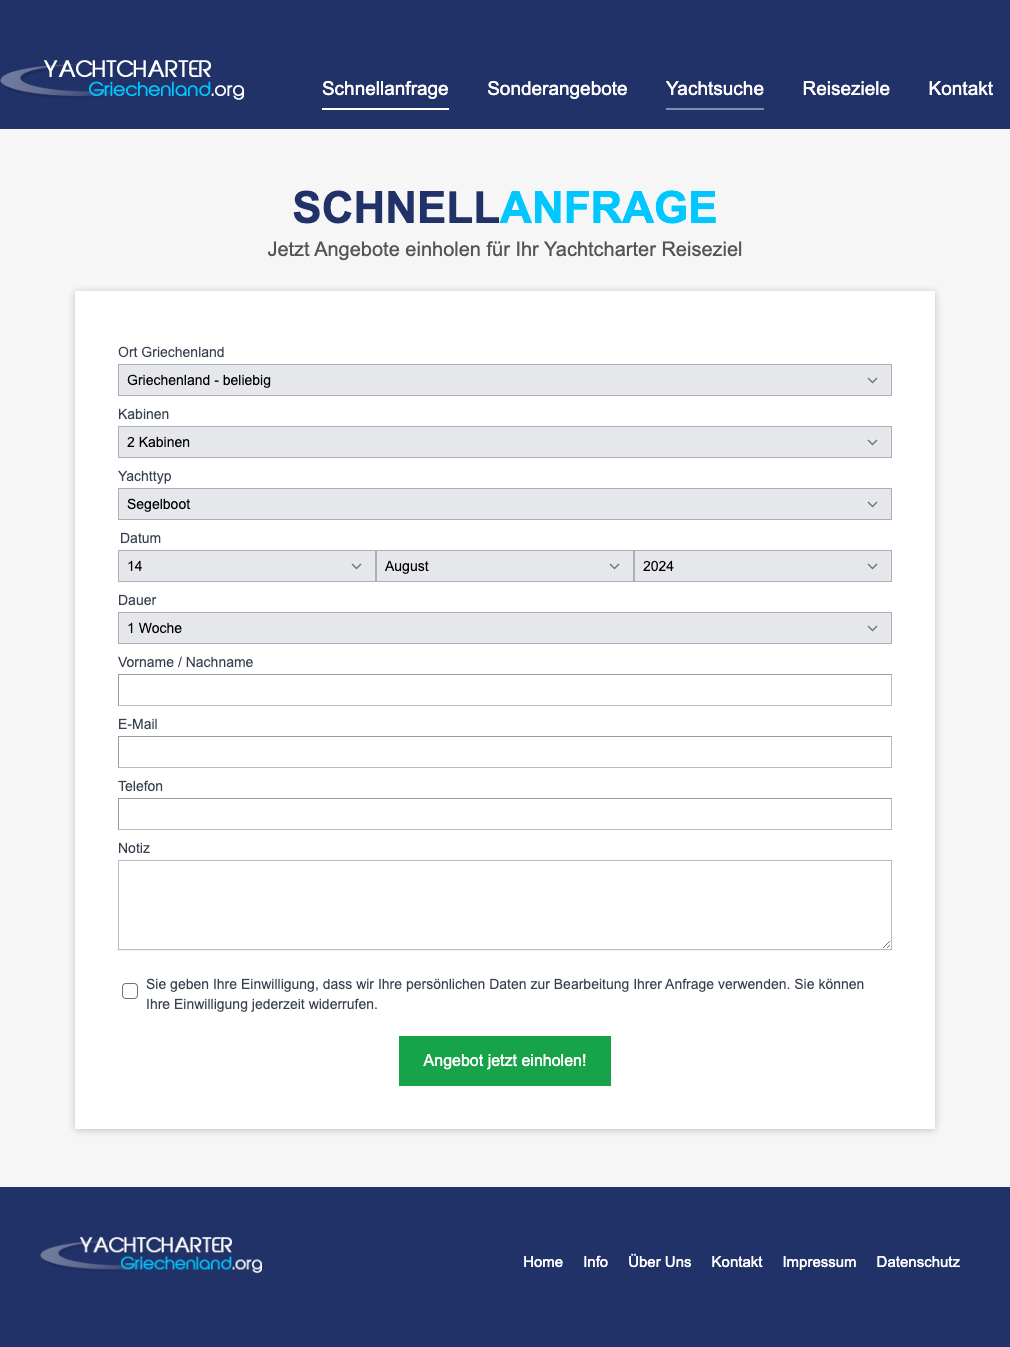 YACHTCHARTER
Griechenland.org
Schnellanfrage Sonderangebote Yachtsuche Reiseziele Kontakt
SCHNELLANFRAGE
Jetzt Angebote einholen für Ihr Yachtcharter Reiseziel
Ort Griechenland
Griechenland - beliebig
Kabinen
2 Kabinen
Yachttyp
Segelboot
Datum
14 August 2024
Dauer
1 Woche
Vorname / Nachname
E-Mail
Telefon
Notiz
Sie geben Ihre Einwilligung, dass wir Ihre persönlichen Daten zur Bearbeitung Ihrer Anfrage verwenden. Sie können
Ihre Einwilligung jederzeit widerrufen.
Angebot jetzt einholen!
YACHTCHARTER
Griechenland.org
Home Info Über Uns Kontakt Impressum Datenschutz